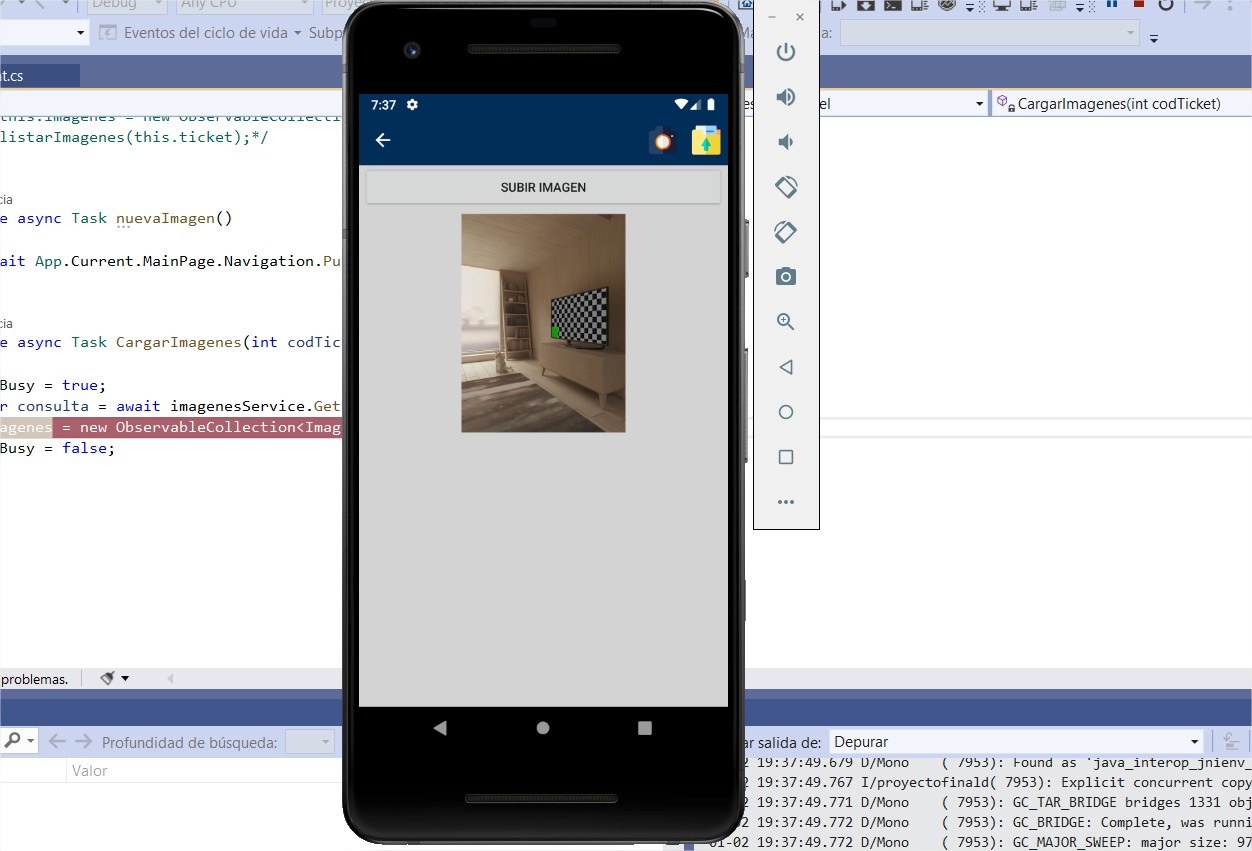 Debug Any CPU
Eventos del ciclo de vida
a:
t.cs
el
CargarImagenes(int codTicket)
this.imagenes = new ObservableCollecti
listarImagenes(this.ticket);*/
cia
e async Task nuevaImagen()
ait App.Current.MainPage.Navigation.Pu
cia
e async Task CargarImagenes(int codTic
Busy = true;
r consulta = await imagenesService.Get
agenes = new ObservableCollection<Imag
Busy = false;
7:37
SUBIR IMAGEN
problemas.
Profundidad de búsqueda:
Valor
ar salida de: Depurar
2 19:37:49.679 D/Mono ( 7953): Found as 'java_interop_jnienv_
2 19:37:49.767 I/proyectofinald( 7953): Explicit concurrent copy
2 19:37:49.771 D/Mono ( 7953): GC_TAR_BRIDGE bridges 1331 obj
2 19:37:49.772 D/Mono ( 7953): GC_BRIDGE: Complete, was runni
01-02 19:37:49.772 D/Mono ( 7953): GC_MAJOR_SWEEP: major size: 97